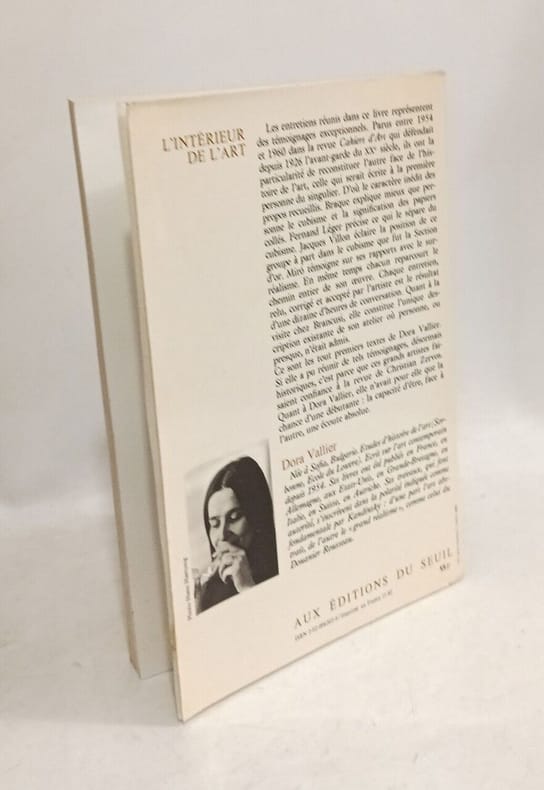 L'INTÉRIEUR
DE L'ART
Les entretiens réunis dans ce livre représentent
des témoignages exceptionnels. Parus entre 1954
et 1960 dans la revue Cahiers d'Art qui défendait
depuis 1926 l'avant-garde du XXᵉ siècle, ils ont la
particularité de reconstituer l'autre face de l'his-
toire de l'art, celle qui serait écrite à la première
personne du singulier. D'où le caractère inédit des
propos recueillis. Braque explique mieux que per-
sonne le cubisme et la signification des papiers
collés. Fernand Léger précise ce qui le sépare du
cubisme. Jacques Villon éclaire la position de ce
groupe à part dans le cubisme que fut la Section
d'or. Miró témoigne sur ses rapports avec le sur-
réalisme. En même temps chacun reparcourt le
chemin entier de son œuvre. Chaque entretien,
relu, corrigé et accepté par l'artiste est le résultat
d'une dizaine d'heures de conversation. Quant à la
visite chez Brancusi, elle constitue l'unique des-
cription existante de son atelier où personne, ou
presque, n'était admis.
Ce sont les tout premiers textes de Dora Vallier.
Si elle a pu réunir de tels témoignages, désormais
historiques, c'est parce que ces grands artistes fai-
saient confiance à la revue de Christian Zervos.
Quant à Dora Vallier, elle n'avait pour elle que la
chance d'une débutante : la capacité d'être, face à
l'autre, une écoute absolue.
Dora Vallier
Née à Sofia, Bulgarie. Études d'histoire de l'art (Sor-
bonne, École du Louvre). Écrit sur l'art contemporain
depuis 1954. Ses livres ont été publiés en France, en
Allemagne, aux États-Unis, en Grande-Bretagne, en
Italie, en Suisse, en Autriche. Ses travaux, qui font
autorité, s'inscrivent dans la polarité indiquée comme
fondamentale par Kandinsky : d'une part l'art abs-
trait, de l'autre le « grand réalisme », comme celui du
Douanier Rousseau.
AUX ÉDITIONS DU SEUIL